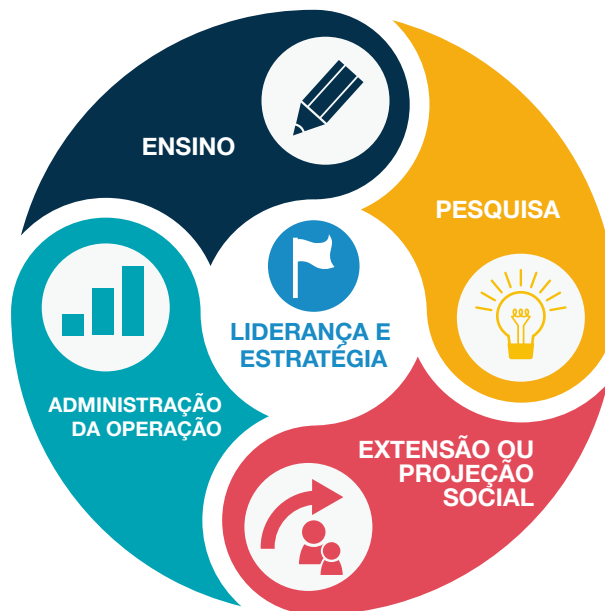 ENSINO
PESQUISA
LIDERANÇA E
ESTRATÉGIA
ADMINISTRAÇÃO
DA OPERAÇÃO
EXTENSÃO OU
PROJEÇÃO
SOCIAL